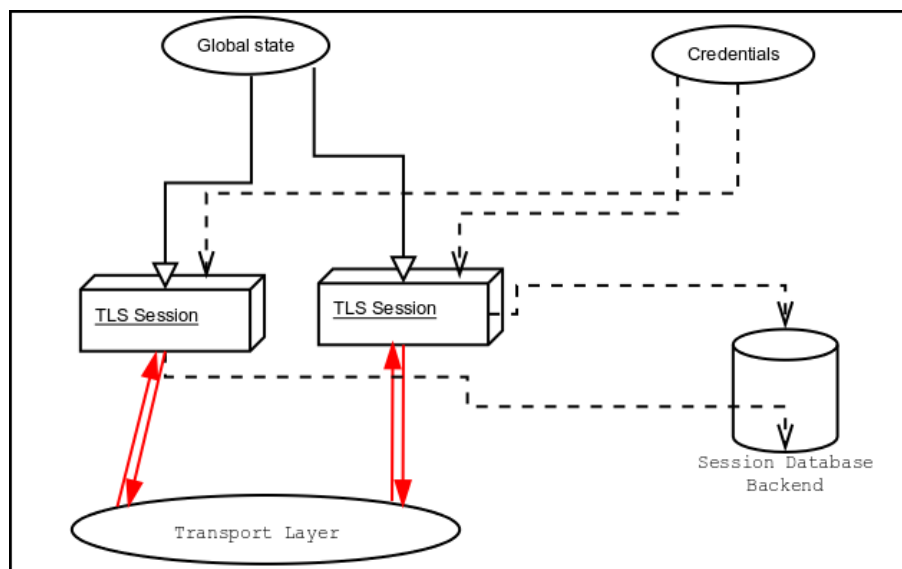 Global state
Credentials
TLS Session
TLS Session
Session Database
Backend
Transport Layer